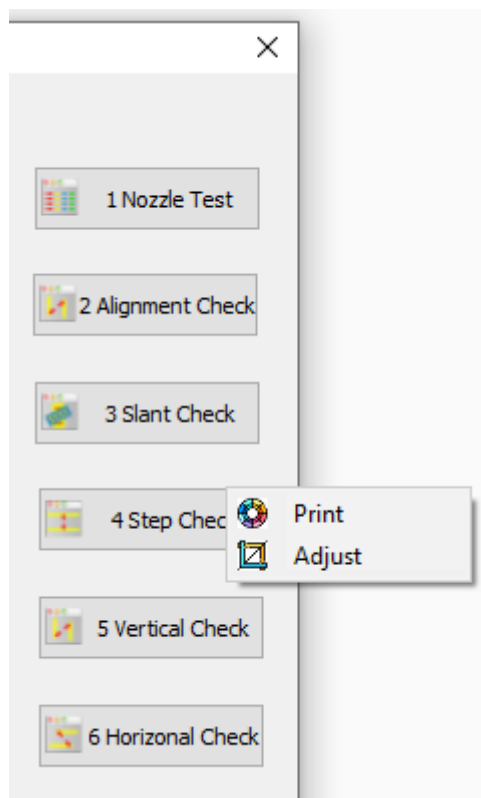 1 Nozzle Test
2 Alignment Check
3 Slant Check
4 Step Chec
Print
Adjust
5 Vertical Check
6 Horizonal Check